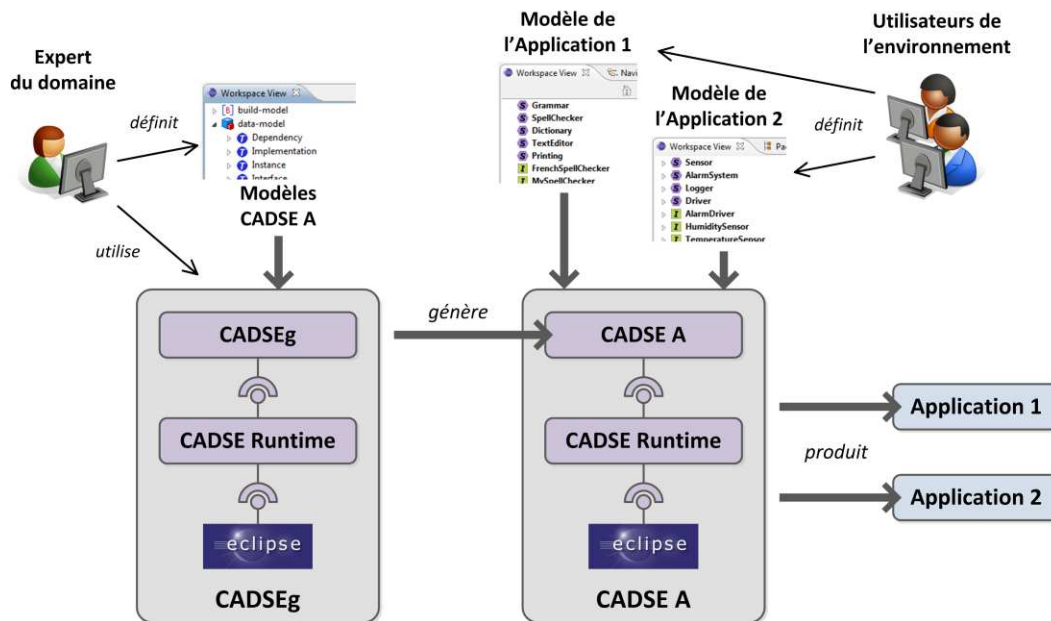 Expert
du domaine
définit
utilise
Workspace View
build-model
data-model
Dependency
Implementation
Instance
Interface
Modèles
CADSE A
Modèle de
l'Application 1
Workspace View
Navi
Grammar
SpellChecker
Dictionary
TextEditor
Printing
FrenchSpellChecker
MySpellChecker
Modèle de
l'Application 2
Workspace View
Pa
Sensor
AlarmSystem
Logger
Driver
AlarmDriver
HumiditySensor
TemperatureSensor
Utilisateurs de
l'environnement
définit
CADSEg
CADSE Runtime
eclipse
CADSEg
génère
CADSE A
CADSE Runtime
eclipse
CADSE A
produit
Application 1
Application 2